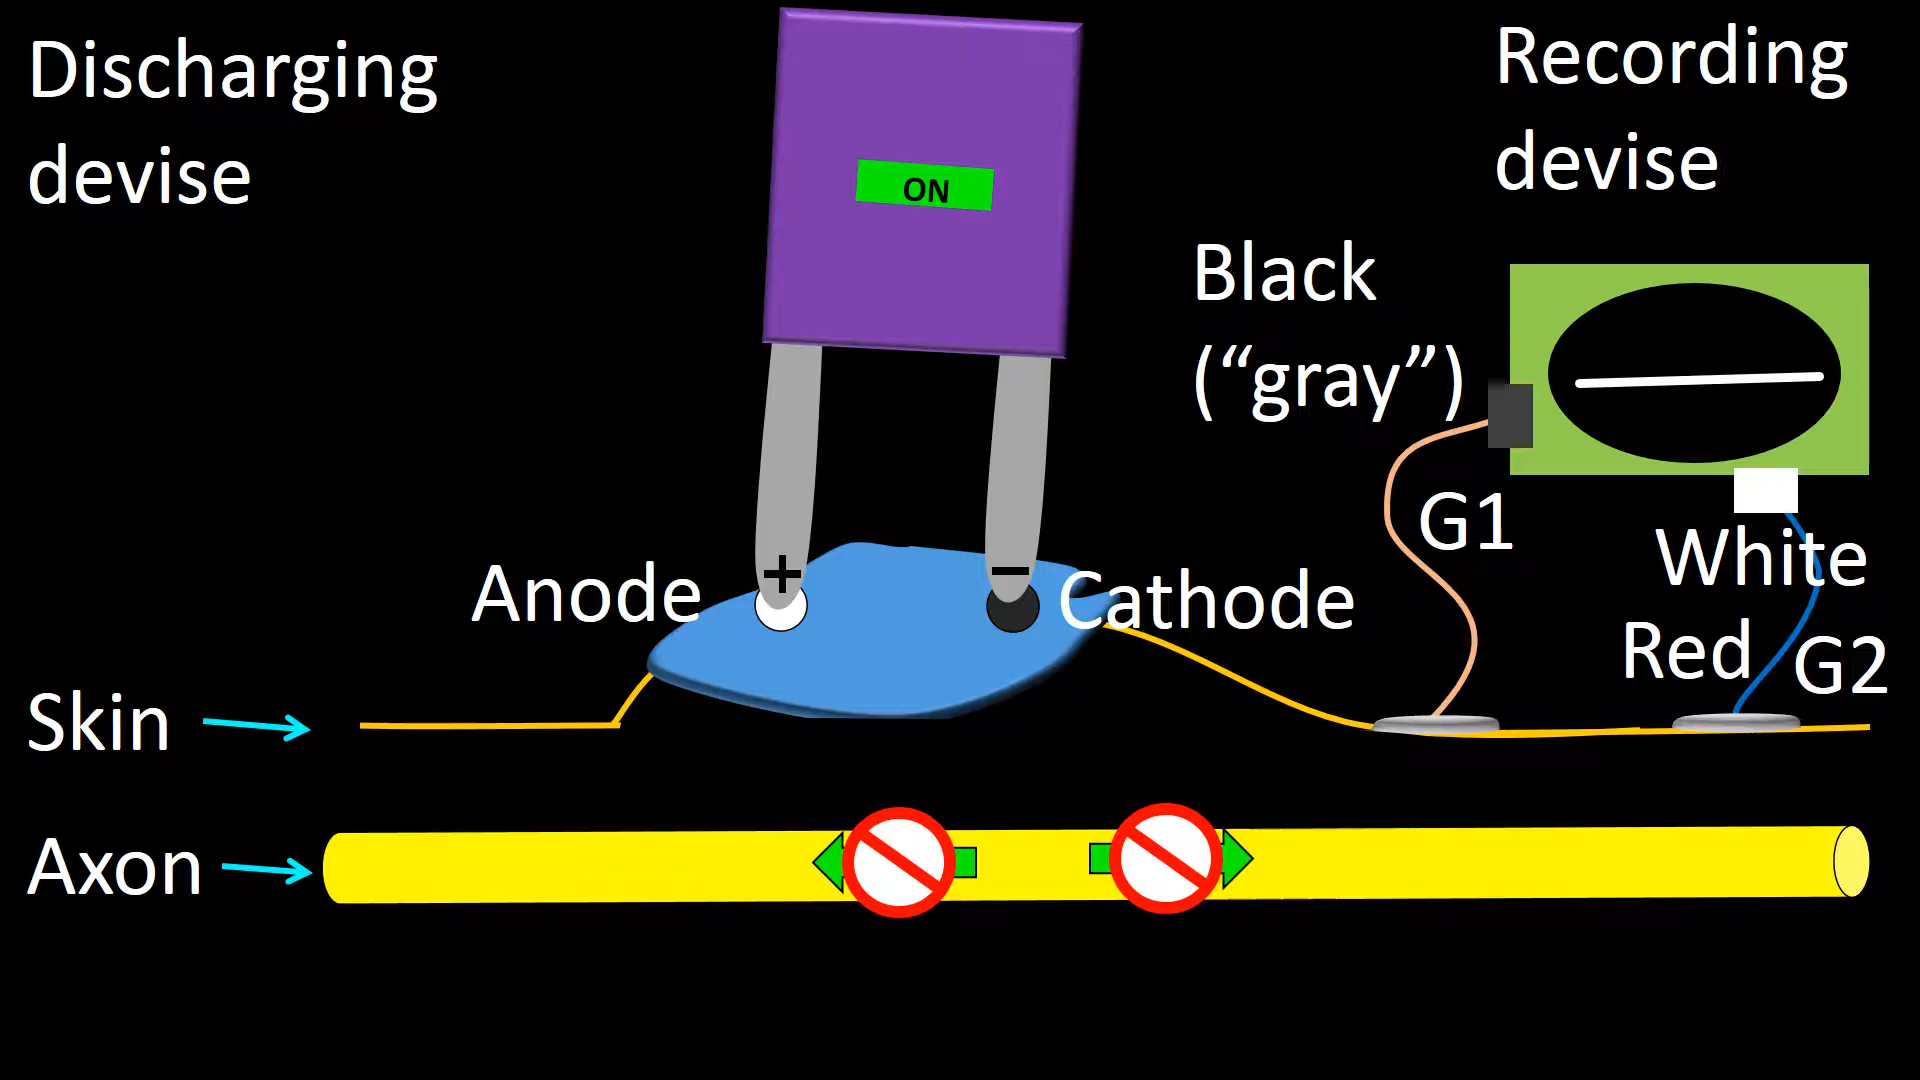 Discharging
devise
Recording
devise
ON
Black
(“gray”)
G1
White
Red
G2
Anode
+
−
Cathode
Skin
Axon